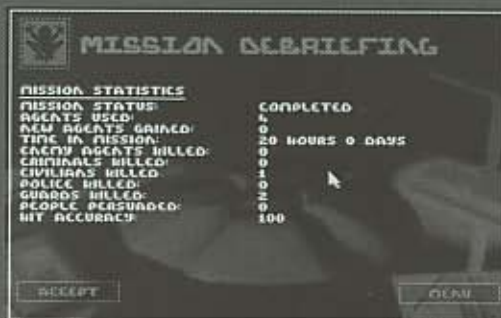 MISSION DEBRIEFING
MISSION STATISTICS
MISSION STATUS: COMPLETED
AGENTS USED: 4
NEW AGENTS GAINED: 0
TIME IN MISSION: 20 HOURS 0 DAYS
ENEMY AGENTS KILLED: 0
CRIMINALS KILLED: 0
CIVILIANS KILLED: 1
POLICE KILLED: 0
GUARDS KILLED: 2
PEOPLE PERSUADED: 0
HIT ACCURACY: 100
ACCEPT MENU